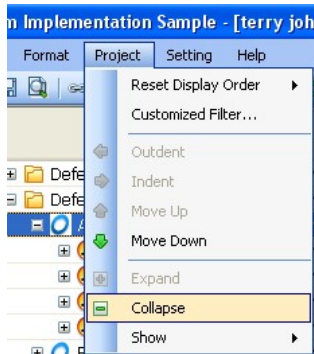 m Implementation Sample - [terry joh
Format Project Setting Help
Reset Display Order
Customized Filter...
Outdent
Defe
Indent
Defe
Move Up
Move Down
Expand
Collapse
Show